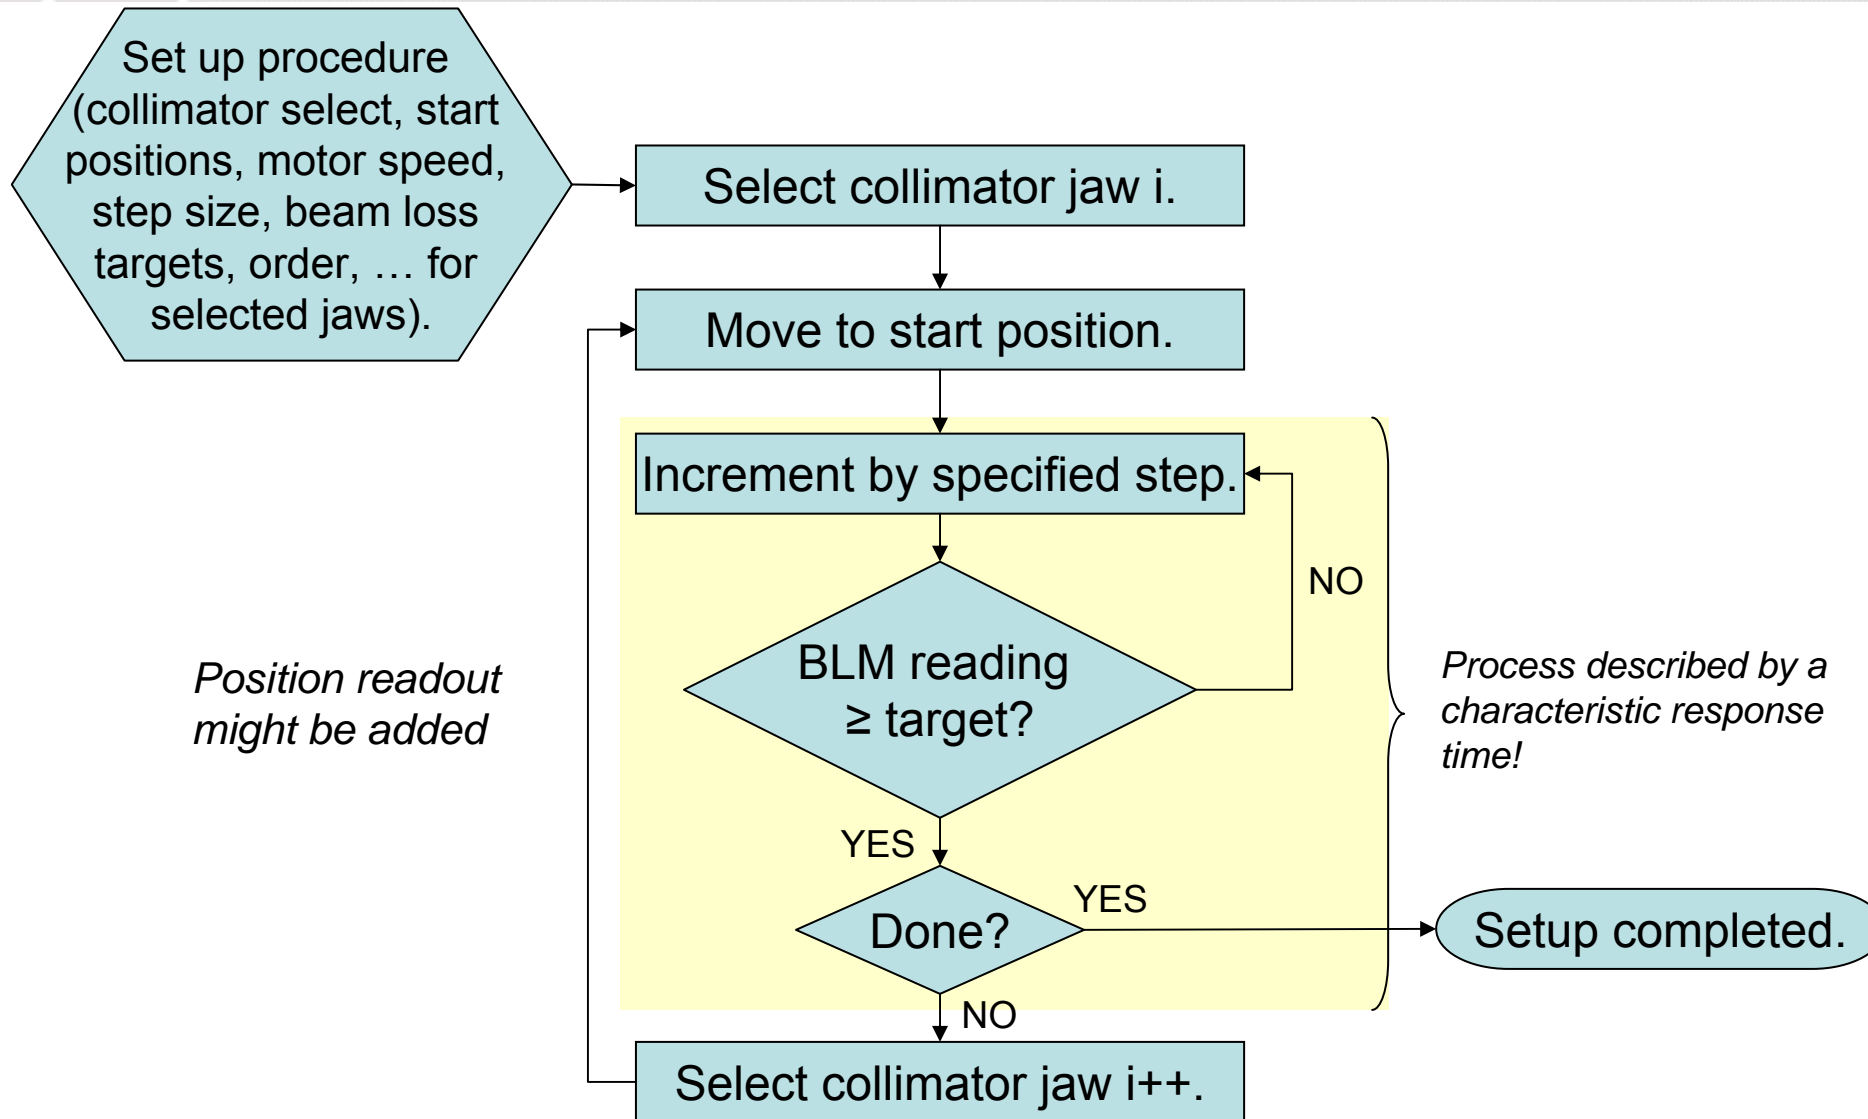 Set up procedure
(collimator select, start
positions, motor speed,
step size, beam loss
targets, order, … for
selected jaws).
Select collimator jaw i.
Move to start position.
Increment by specified step.
NO
BLM reading
≥ target?
Position readout
might be added
Process described by a
characteristic response
time!
YES
Done?
YES
Setup completed.
NO
Select collimator jaw i++.